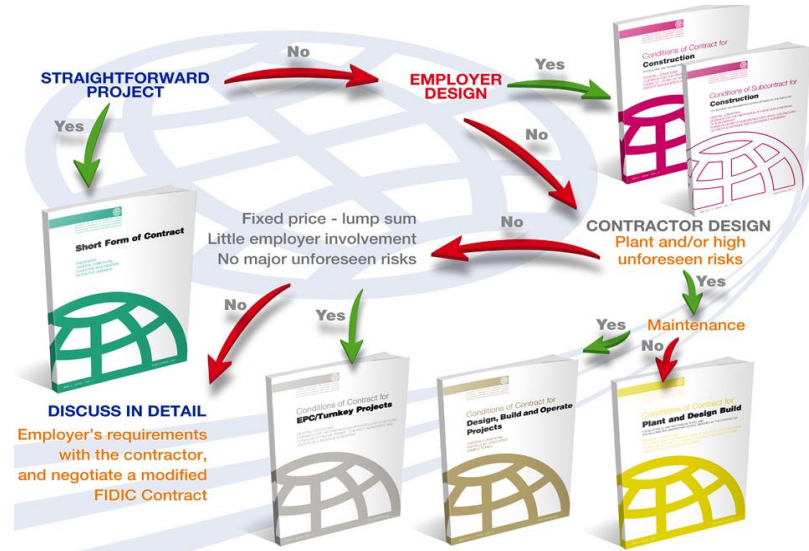 No
STRAIGHTFORWARD
PROJECT
EMPLOYER
DESIGN
Yes
Conditions of Contract for
Construction
Conditions of Subcontract for
Construction
Yes
No
Short Form of Contract
Fixed price - lump sum
Little employer involvement
No major unforeseen risks
No
CONTRACTOR DESIGN
Plant and/or high
unforeseen risks
Yes
No
Yes
Yes
Maintenance
No
DISCUSS IN DETAIL
Employer's requirements
with the contractor,
and negotiate a modified
FIDIC Contract
Conditions of Contract for
EPC/Turnkey Projects
Conditions of Contract for
Design, Build and Operate
Projects
Conditions of Contract for
Plant and Design Build